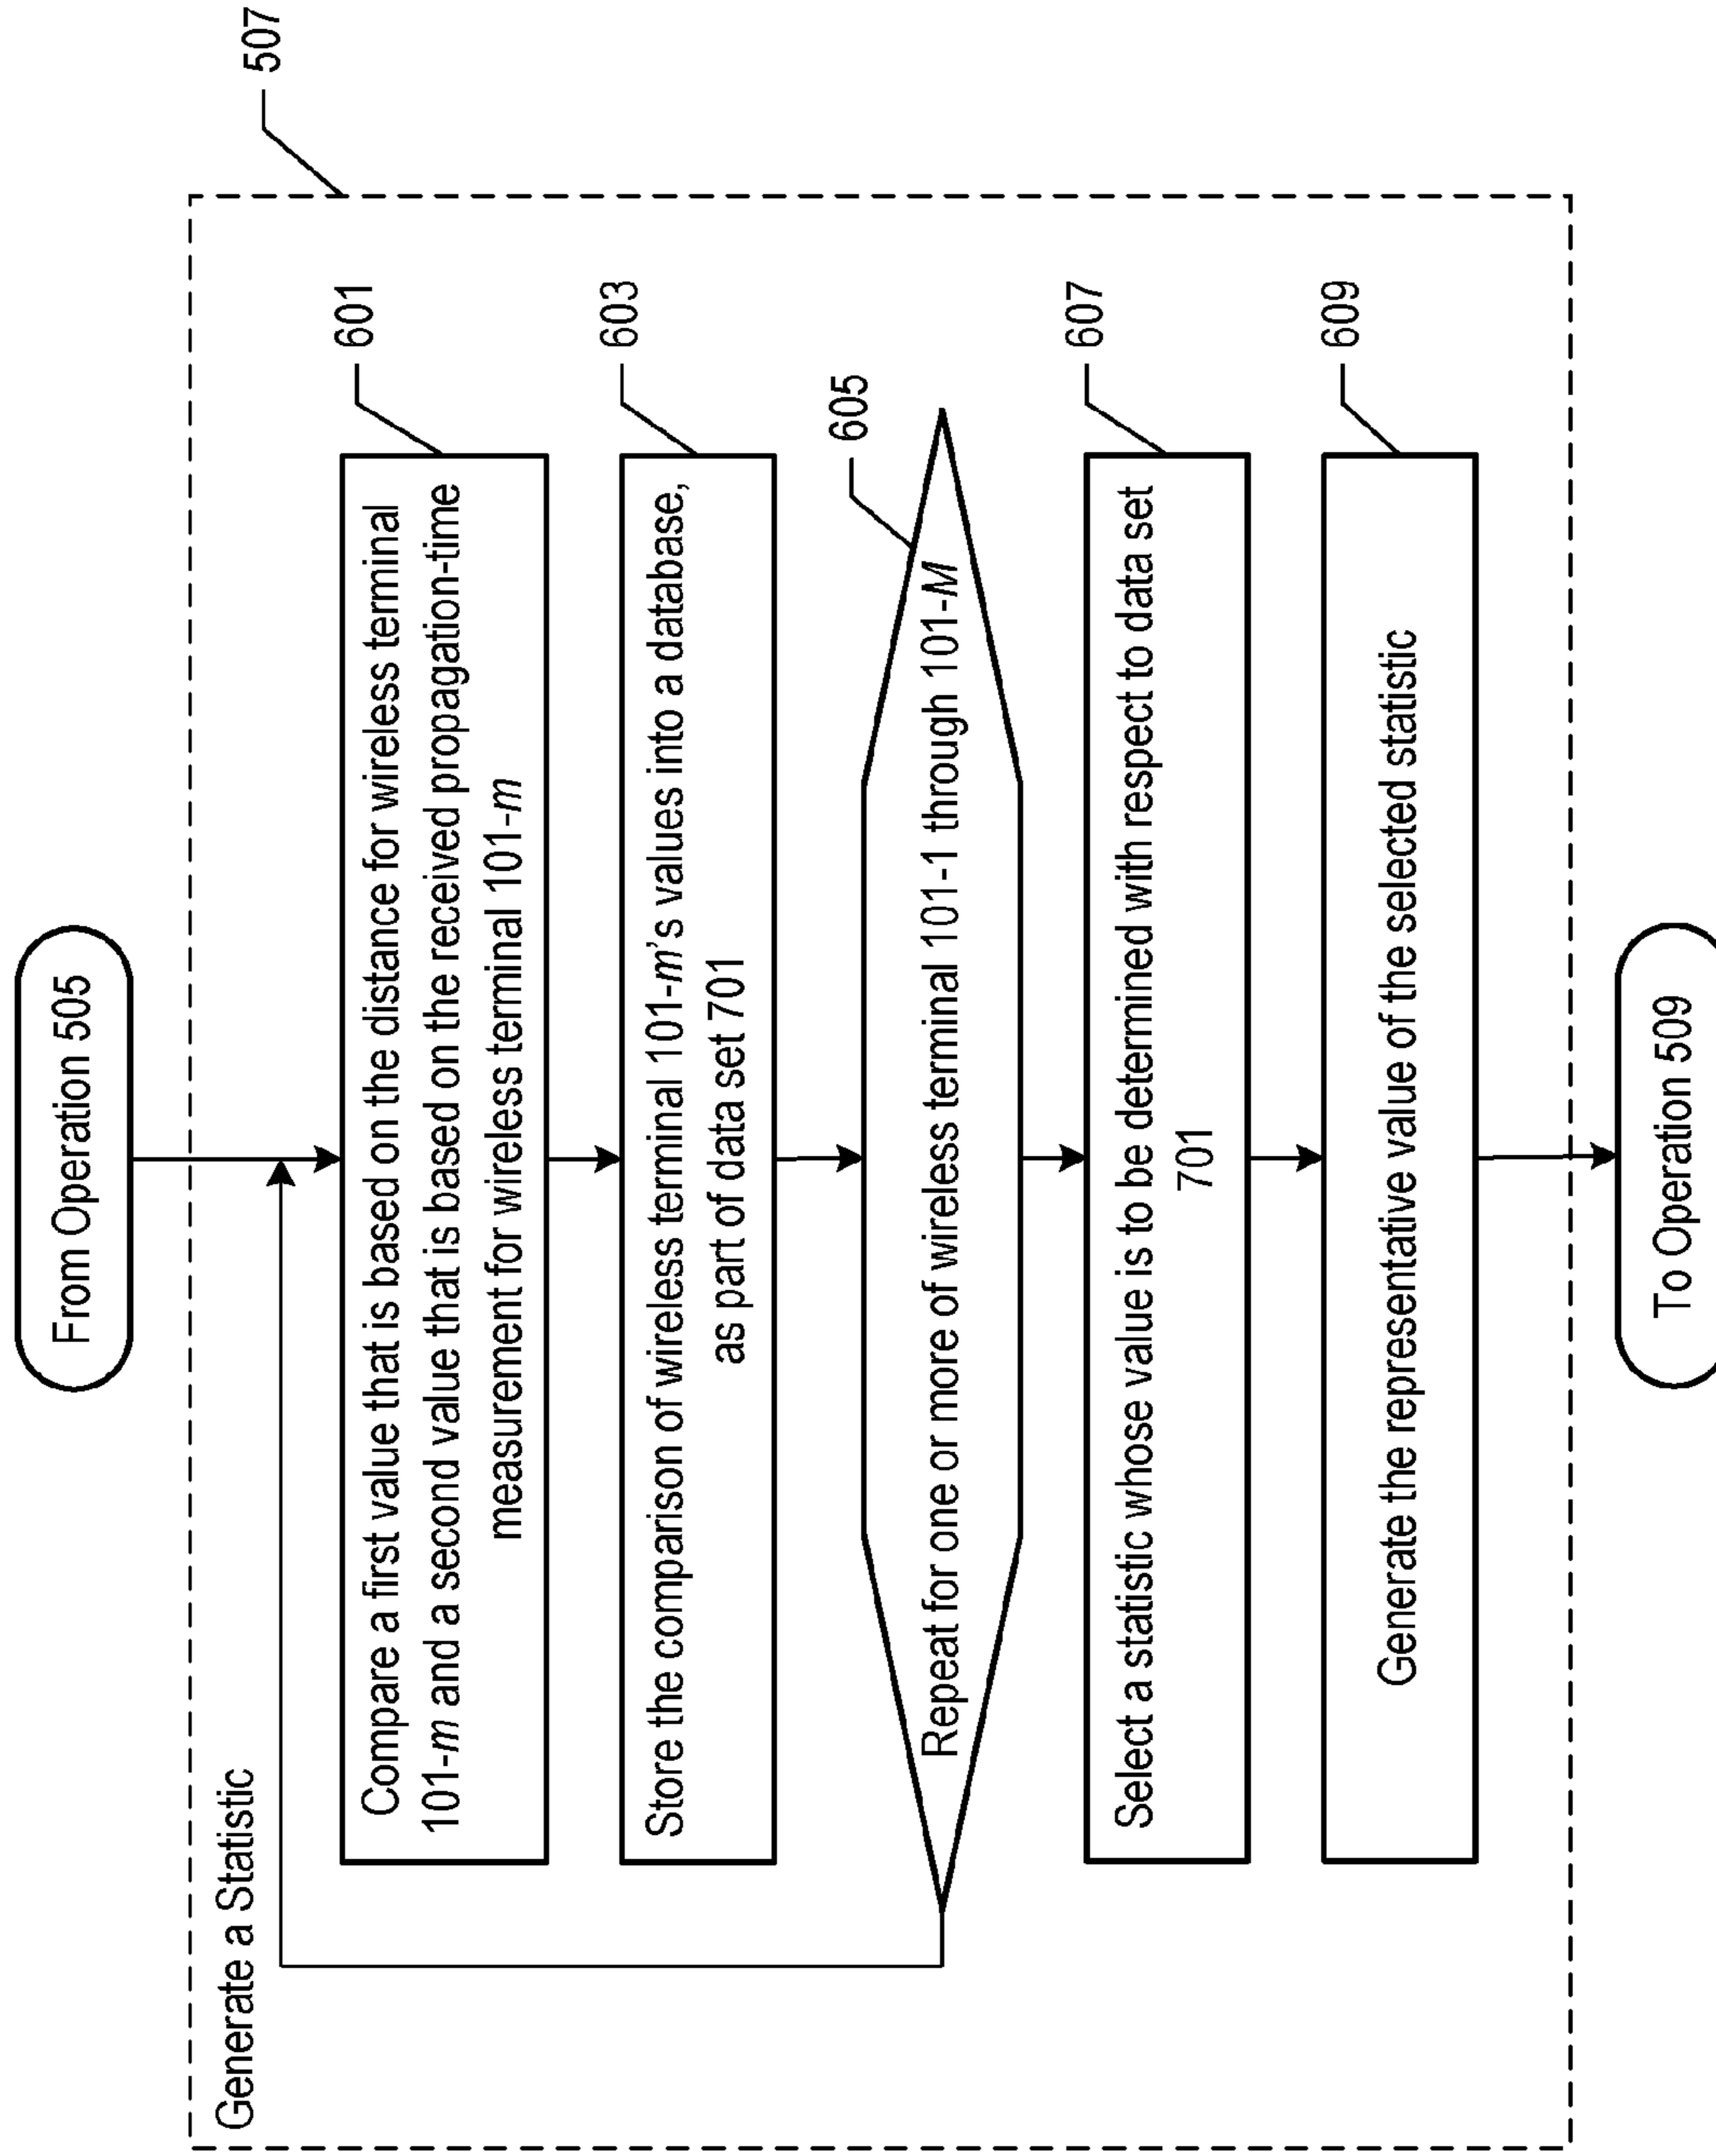 From Operation 505
507
Generate a Statistic
601
Compare a first value that is based on the distance for wireless terminal
101-m and a second value that is based on the received propagation-time
measurement for wireless terminal 101-m
603
Store the comparison of wireless terminal 101-m's values into a database,
as part of data set 701
605
Repeat for one or more of wireless terminal 101-1 through 101-M
607
Select a statistic whose value is to be determined with respect to data set
701
609
Generate the representative value of the selected statistic
To Operation 509